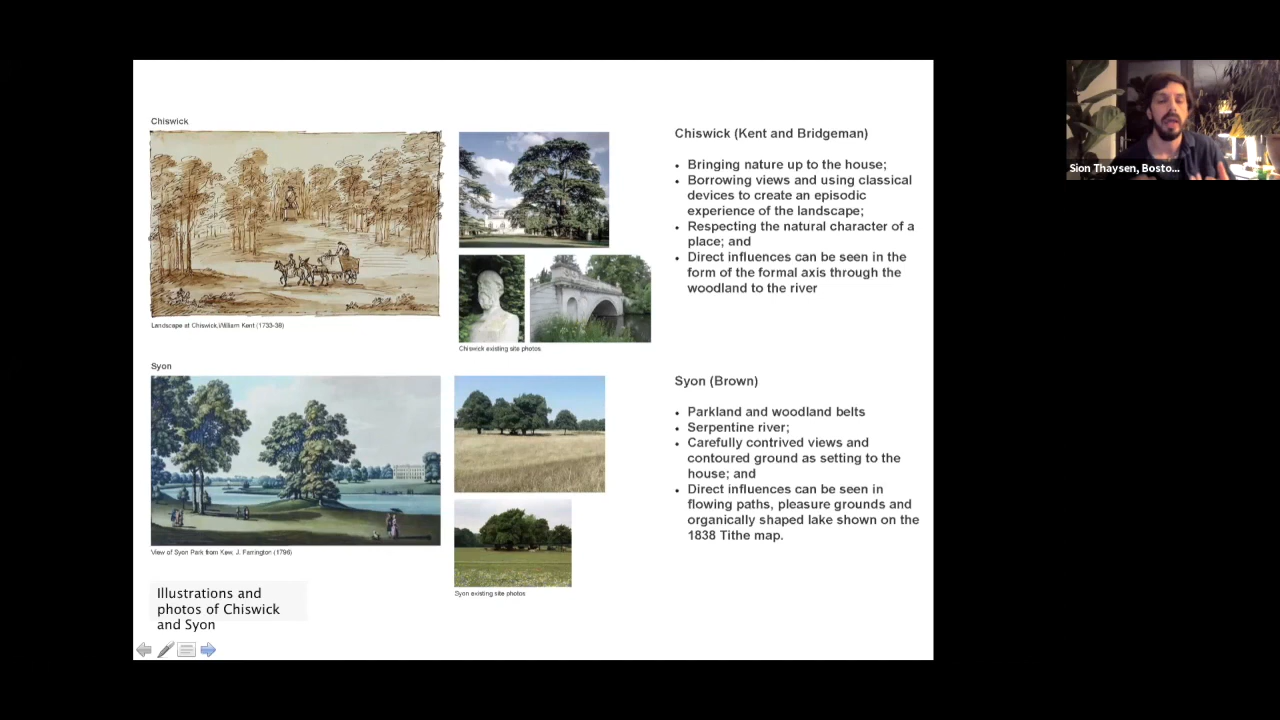 Chiswick
Landscape at Chiswick,William Kent (1733-38)
Chiswick existing site photos
Chiswick (Kent and Bridgeman)
• Bringing nature up to the house;
• Borrowing views and using classical
devices to create an episodic
experience of the landscape;
• Respecting the natural character of a
place; and
• Direct influences can be seen in the
form of the formal axis through the
woodland to the river
Syon
View of Syon Park from Kew, J. Farrington (1796)
Syon existing site photos
Syon (Brown)
• Parkland and woodland belts
• Serpentine river;
• Carefully contrived views and
contoured ground as setting to the
house; and
• Direct influences can be seen in
flowing paths, pleasure grounds and
organically shaped lake shown on the
1838 Tithe map.
Illustrations and
photos of Chiswick
and Syon
Sion Thaysen, Bosto...